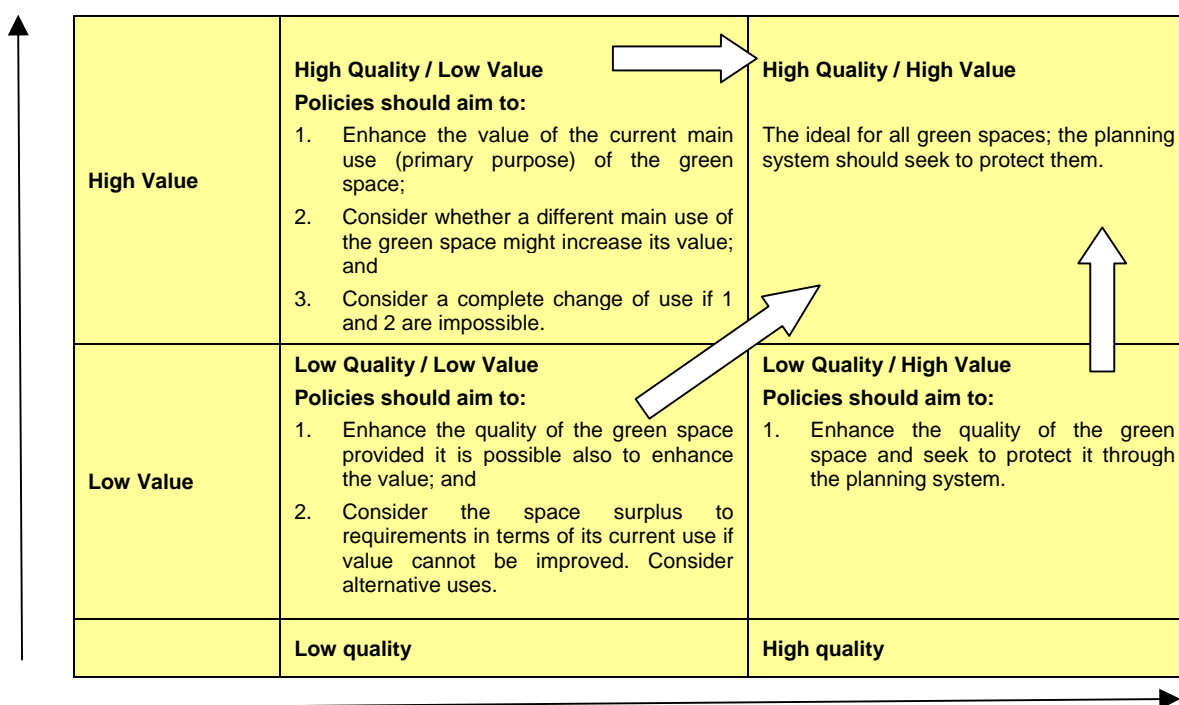 High Value
High Quality / Low Value
Policies should aim to:
1. Enhance the value of the current main
use (primary purpose) of the green
space;
2. Consider whether a different main use of
the green space might increase its value;
and
3. Consider a complete change of use if 1
and 2 are impossible.
High Quality / High Value
The ideal for all green spaces; the planning
system should seek to protect them.
Low Value
Low Quality / Low Value
Policies should aim to:
1. Enhance the quality of the green space
provided it is possible also to enhance
the value; and
2. Consider the space surplus to
requirements in terms of its current use if
value cannot be improved. Consider
alternative uses.
Low Quality / High Value
Policies should aim to:
1. Enhance the quality of the green
space and seek to protect it through
the planning system.
Low quality
High quality